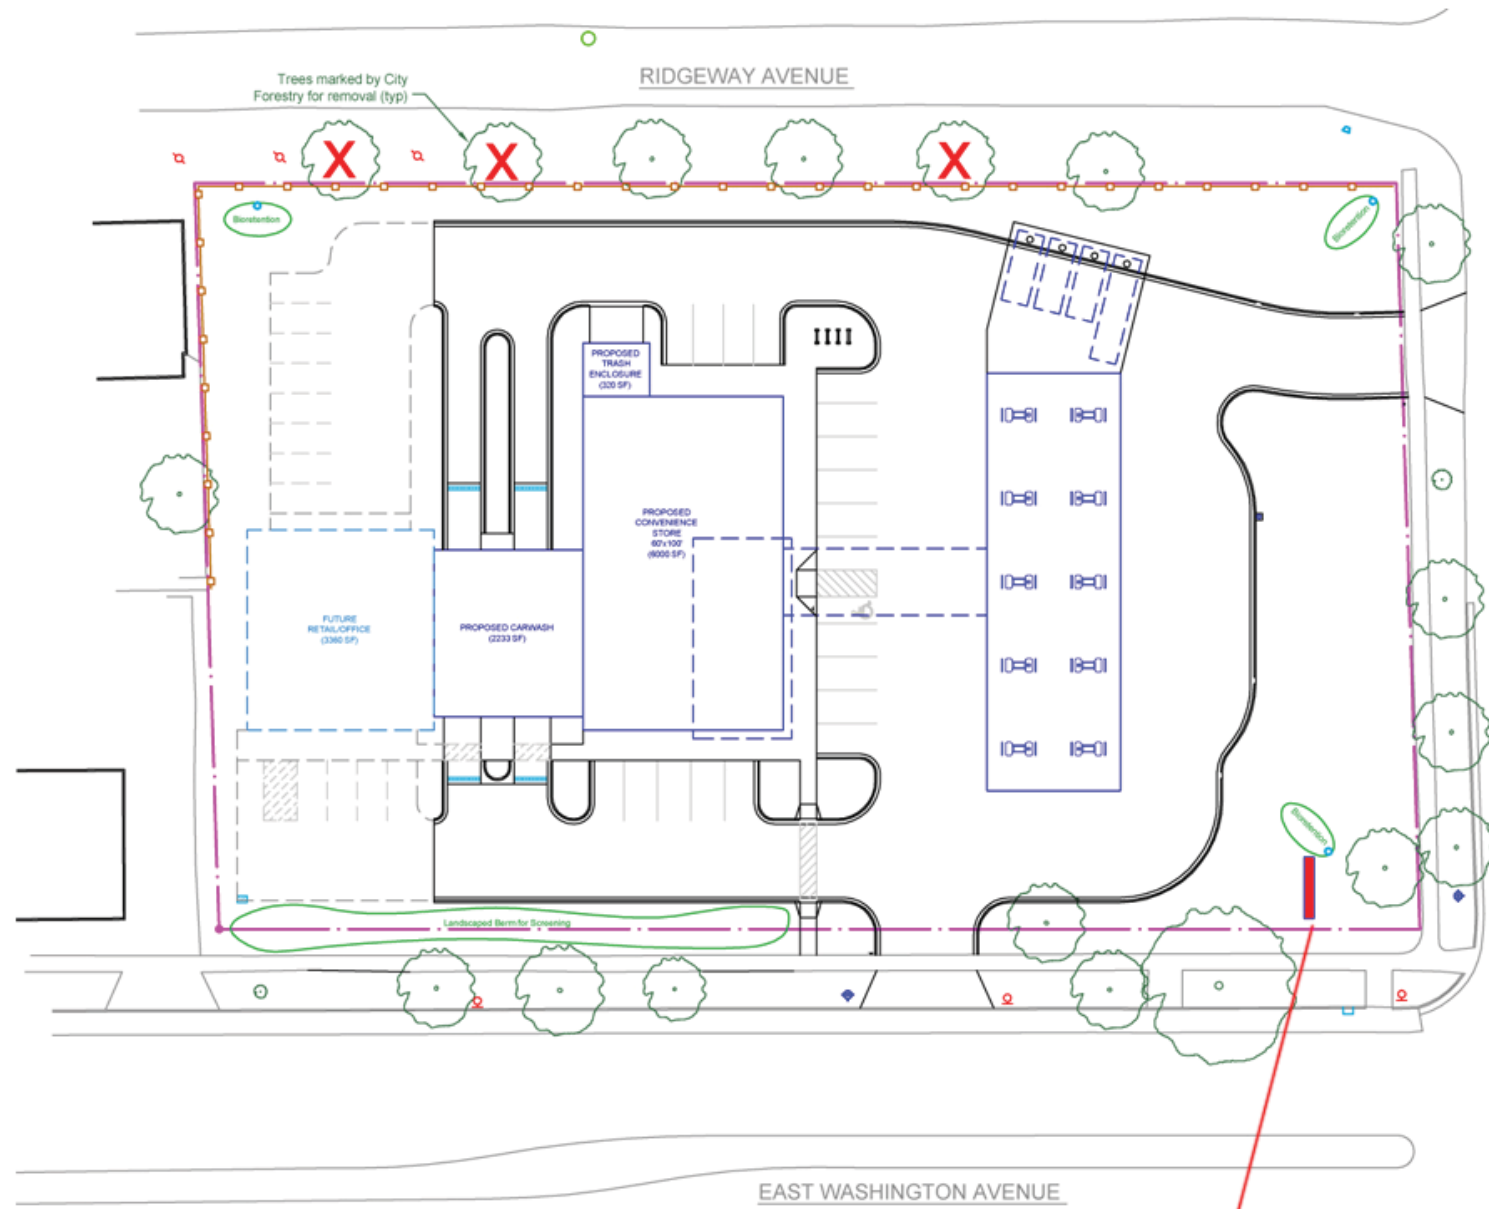 RIDGEWAY AVENUE
Trees marked by City
Forestry for removal (typ)
X
X
X
Bioretention
Bioretention
PROPOSED
TRASH
ENCLOSURE
(320 SF)
PROPOSED
CONVENIENCE
STORE
60'x100'
(6000 SF)
FUTURE
RETAIL/OFFICE
(3360 SF)
PROPOSED CARWASH
(2233 SF)
Bioretention
Landscaped Berm for Screening
EAST WASHINGTON AVENUE